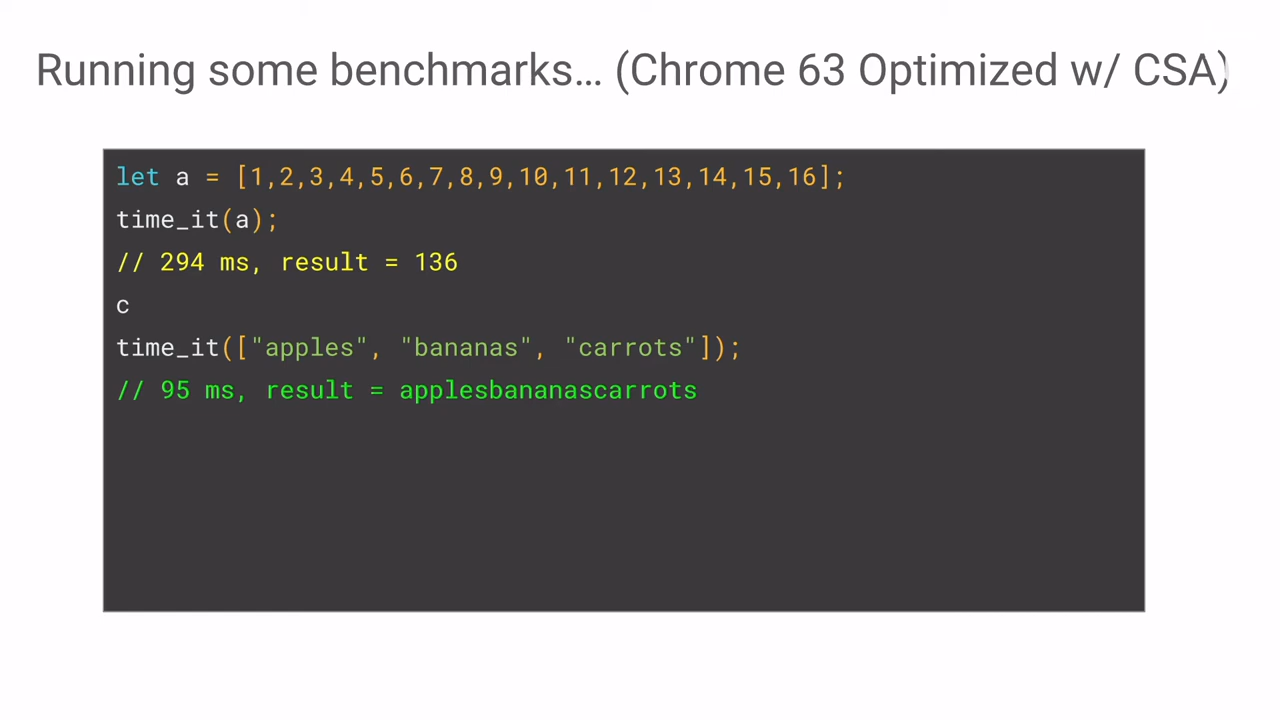 Running some benchmarks… (Chrome 63 Optimized w/ CSA)
let a = [1,2,3,4,5,6,7,8,9,10,11,12,13,14,15,16];
time_it(a);
// 294 ms, result = 136
c
time_it(["apples", "bananas", "carrots"]);
// 95 ms, result = applesbananascarrots